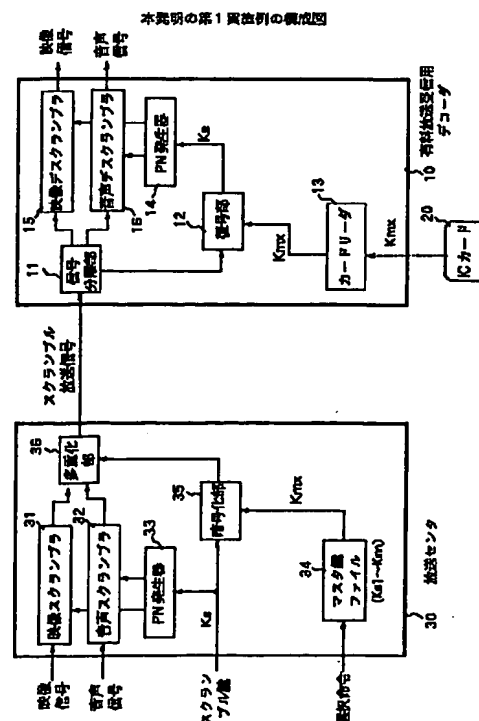 本発明の第1実施例の構成図
映像
信号
音声
信号
15
映像デスクランブラ
音声デスクランブラ
16
PN発生器
14
Ks
11
信号
分離部
12
復号部
Kmx
13
カードリーダ
10
有料放送受信用
デコーダ
Kmx
20
ICカード
スクランブル
放送信号
36
多重化
部
31
映像スクランブラ
32
音声スクランブラ
33
PN発生器
Ks
35
暗号化部
Kmx
34
マスタ鍵
ファイル
(Ks1~Km)
30
放送センタ
映像
信号
音声
信号
スクラン
ブル鍵
選択命令